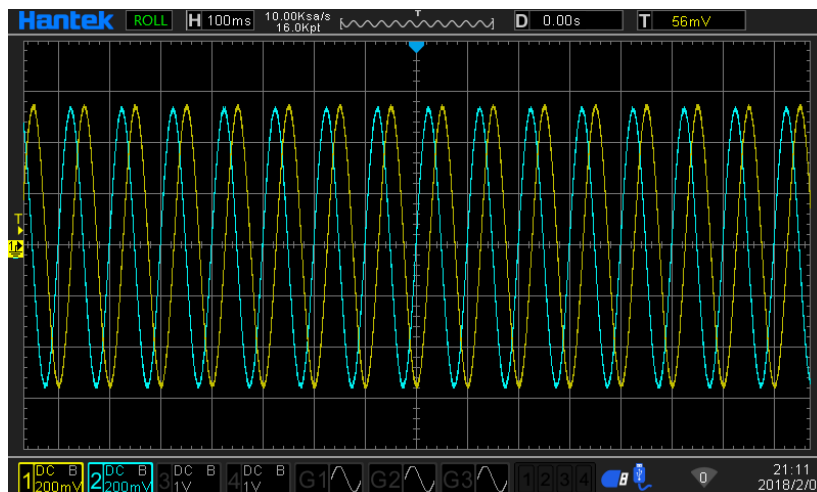 Hantek ROLL H 100ms 10.00Ksa/s T D 0.00s T 56mV
16.0Kpt
T
1
1 DC B 200mV 2 DC B 200mV 3 DC B 1V 4 DC B 1V G1 G2 G3 1 2 3 4 0 21:11
2018/2/0